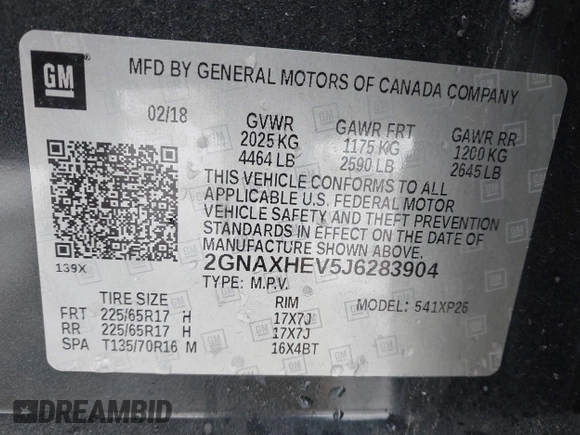 GM
MFD BY GENERAL MOTORS OF CANADA COMPANY
02/18
GVWR GAWR FRT GAWR RR
2025 KG 1175 KG 1200 KG
4464 LB 2590 LB 2645 LB
THIS VEHICLE CONFORMS TO ALL
APPLICABLE U.S. FEDERAL MOTOR
VEHICLE SAFETY AND THEFT PREVENTION
STANDARDS IN EFFECT ON THE DATE OF
MANUFACTURE SHOWN ABOVE.
139X
2GNAXHEV5J6283904
TYPE: M.P.V.
MODEL: 541XP26
TIRE SIZE RIM
FRT 225/65R17 H 17X7J
RR 225/65R17 H 17X7J
SPA T135/70R16 M 16X4BT
DREAMBID